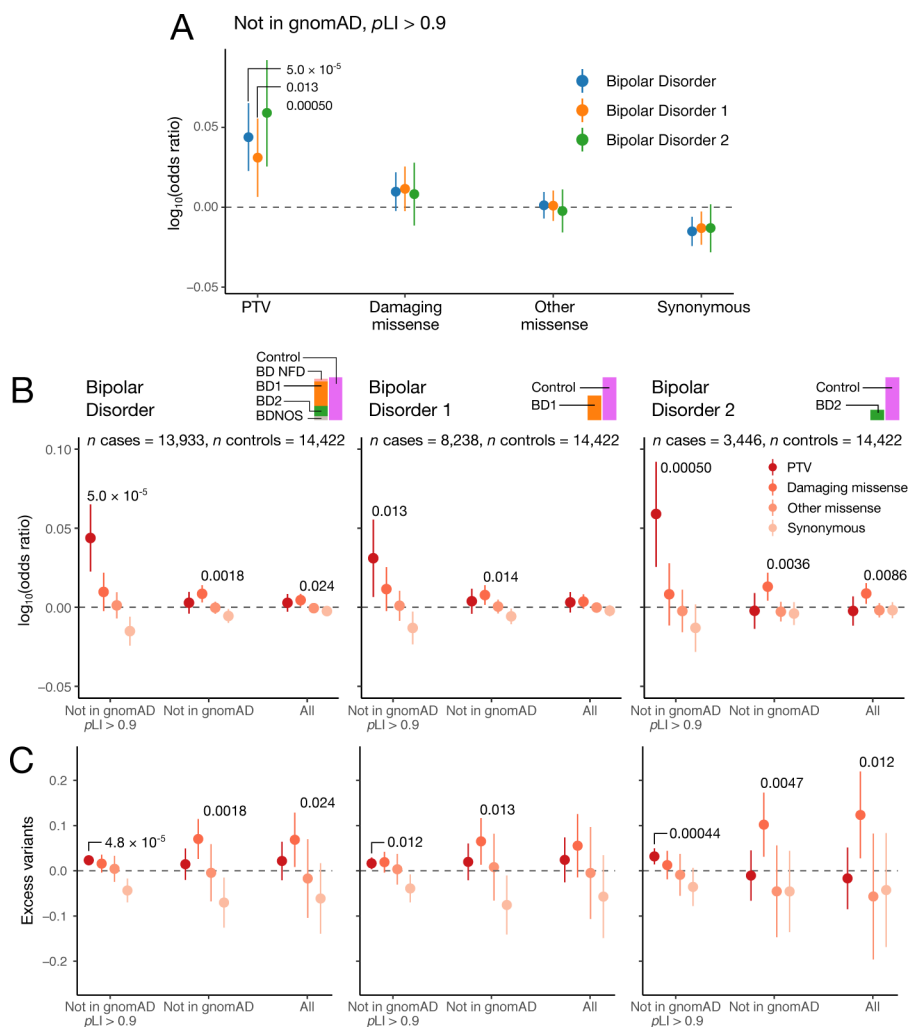 A
Not in gnomAD, pLI > 0.9
5.0 × 10⁻⁵
0.013
0.00050
Bipolar Disorder
Bipolar Disorder 1
Bipolar Disorder 2
log₁₀(odds ratio)
0.05
0.00
−0.05
PTV
Damaging missense
Other missense
Synonymous
B
Bipolar Disorder
Control
BD NFD
BD1
BD2
BDNOS
Bipolar Disorder 1
Control
BD1
Bipolar Disorder 2
Control
BD2
n cases = 13,933, n controls = 14,422
n cases = 8,238, n controls = 14,422
n cases = 3,446, n controls = 14,422
log₁₀(odds ratio)
0.10
0.05
0.00
−0.05
5.0 × 10⁻⁵
0.0018
0.024
0.013
0.014
0.00050
0.0036
0.0086
PTV
Damaging missense
Other missense
Synonymous
Not in gnomAD pLI > 0.9
Not in gnomAD
All
Not in gnomAD pLI > 0.9
Not in gnomAD
All
Not in gnomAD pLI > 0.9
Not in gnomAD
All
C
Excess variants
0.2
0.1
0.0
−0.1
−0.2
4.8 × 10⁻⁵
0.0018
0.024
0.012
0.013
0.00044
0.0047
0.012
Not in gnomAD pLI > 0.9
Not in gnomAD
All
Not in gnomAD pLI > 0.9
Not in gnomAD
All
Not in gnomAD pLI > 0.9
Not in gnomAD
All